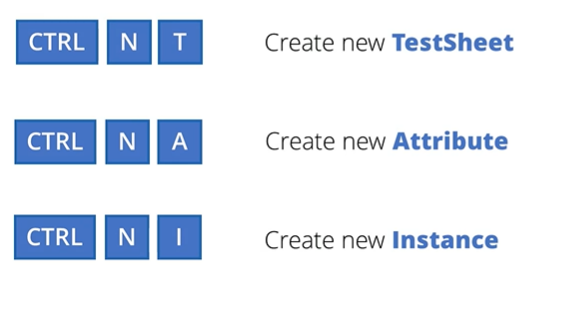 CTRL N T Create new TestSheet
CTRL N A Create new Attribute
CTRL N I Create new Instance